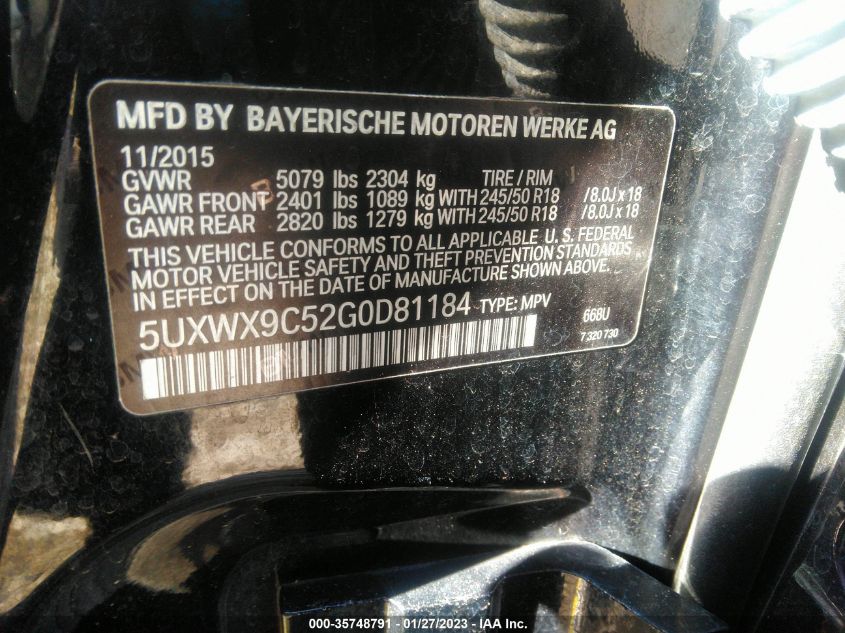 MFD BY BAYERISCHE MOTOREN WERKE AG
11/2015
GVWR 5079 lbs 2304 kg TIRE / RIM
GAWR FRONT 2401 lbs 1089 kg WITH 245/50 R18 /8.0J x 18
GAWR REAR 2820 lbs 1279 kg WITH 245/50 R18 /8.0J x 18
THIS VEHICLE CONFORMS TO ALL APPLICABLE U. S. FEDERAL
MOTOR VEHICLE SAFETY AND THEFT PREVENTION STANDARDS
IN EFFECT ON THE DATE OF MANUFACTURE SHOWN ABOVE.
5UXWX9C52G0D81184 TYPE: MPV 668U
7 320 730
000-35748791 - 01/27/2023 - IAA Inc.